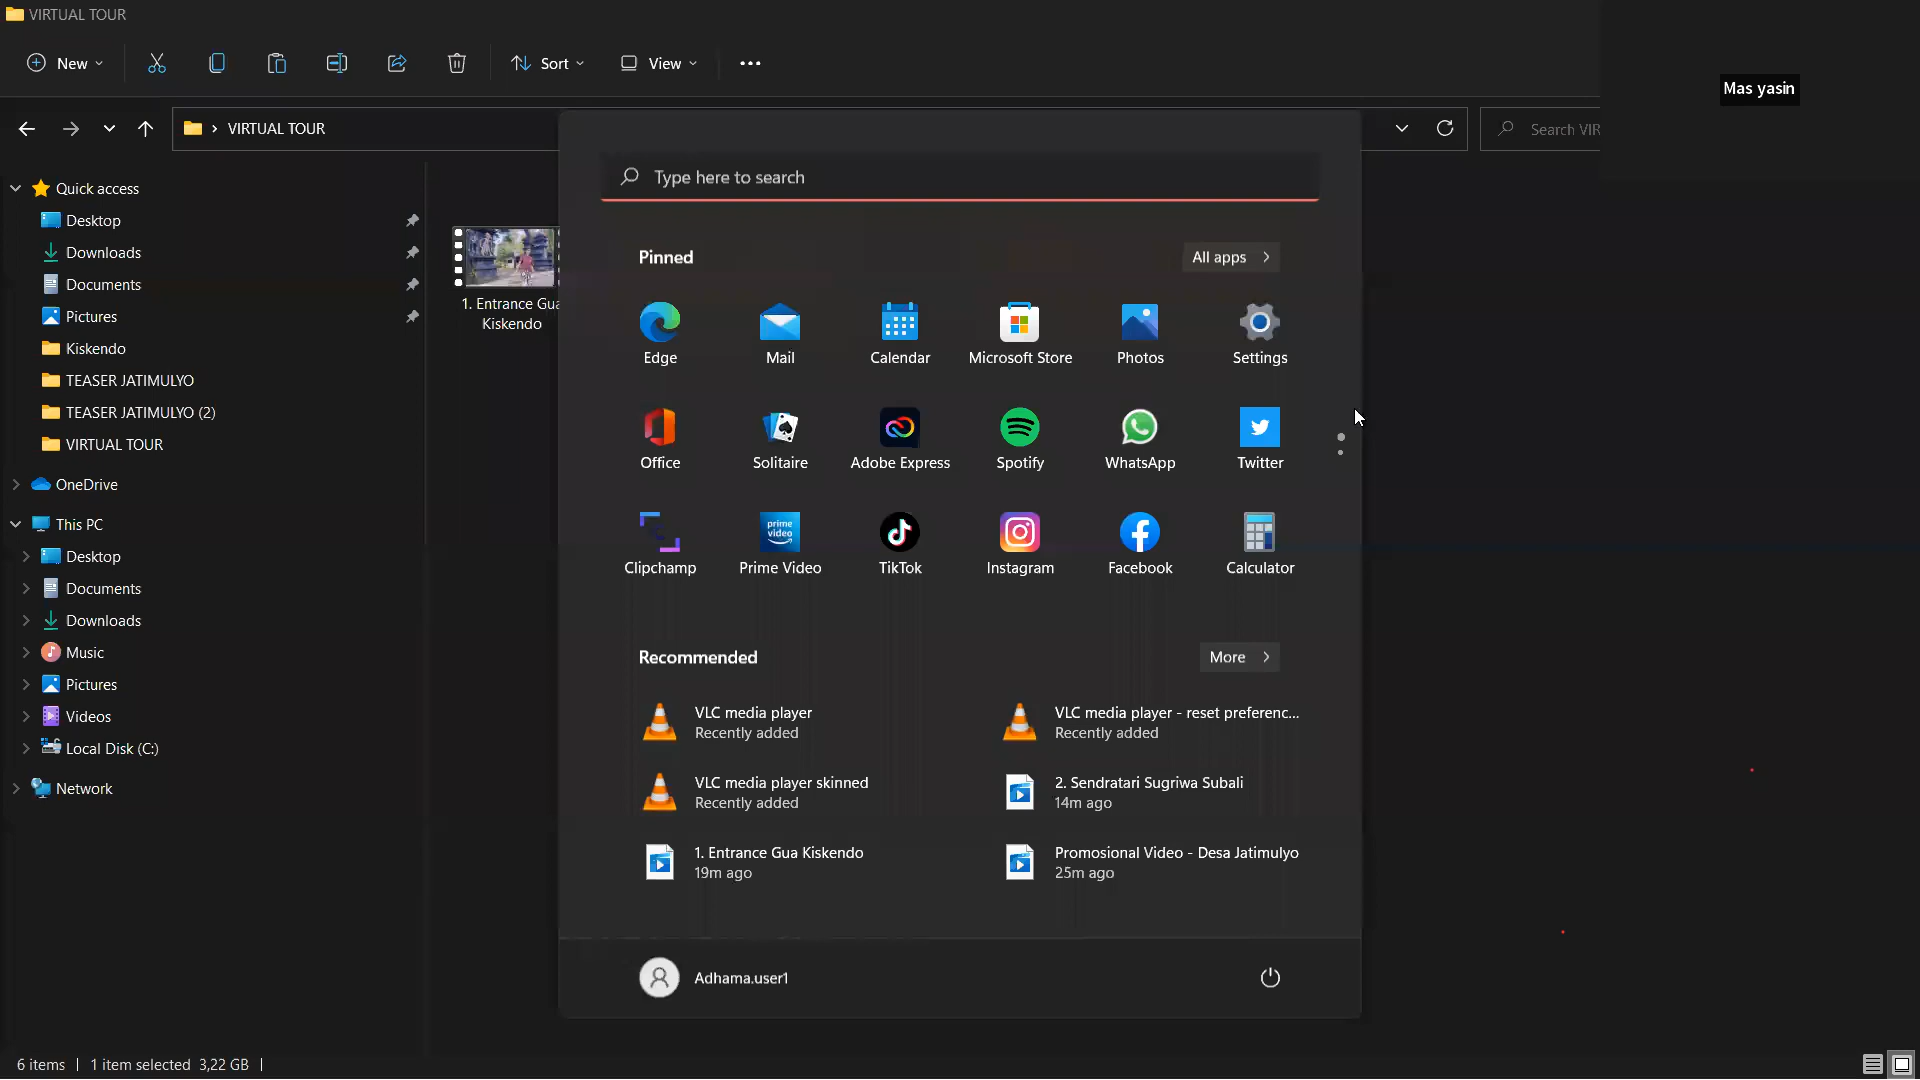 VIRTUAL TOUR
New
Sort
View
Mas yasin
VIRTUAL TOUR
Search VIR
Quick access
Desktop
Downloads
Documents
Pictures
Kiskendo
TEASER JATIMULYO
TEASER JATIMULYO (2)
VIRTUAL TOUR
OneDrive
This PC
Desktop
Documents
Downloads
Music
Pictures
Videos
Local Disk (C:)
Network
1. Entrance Gua
Kiskendo
Type here to search
Pinned
All apps
Edge
Mail
Calendar
Microsoft Store
Photos
Settings
Office
Solitaire
Adobe Express
Spotify
WhatsApp
Twitter
Clipchamp
prime
video
Prime Video
TikTok
Instagram
Facebook
Calculator
Recommended
More
VLC media player
Recently added
VLC media player - reset preferenc...
Recently added
VLC media player skinned
Recently added
2. Sendratari Sugriwa Subali
14m ago
1. Entrance Gua Kiskendo
19m ago
Promosional Video - Desa Jatimulyo
25m ago
Adhama.user1
6 items
1 item selected 3,22 GB